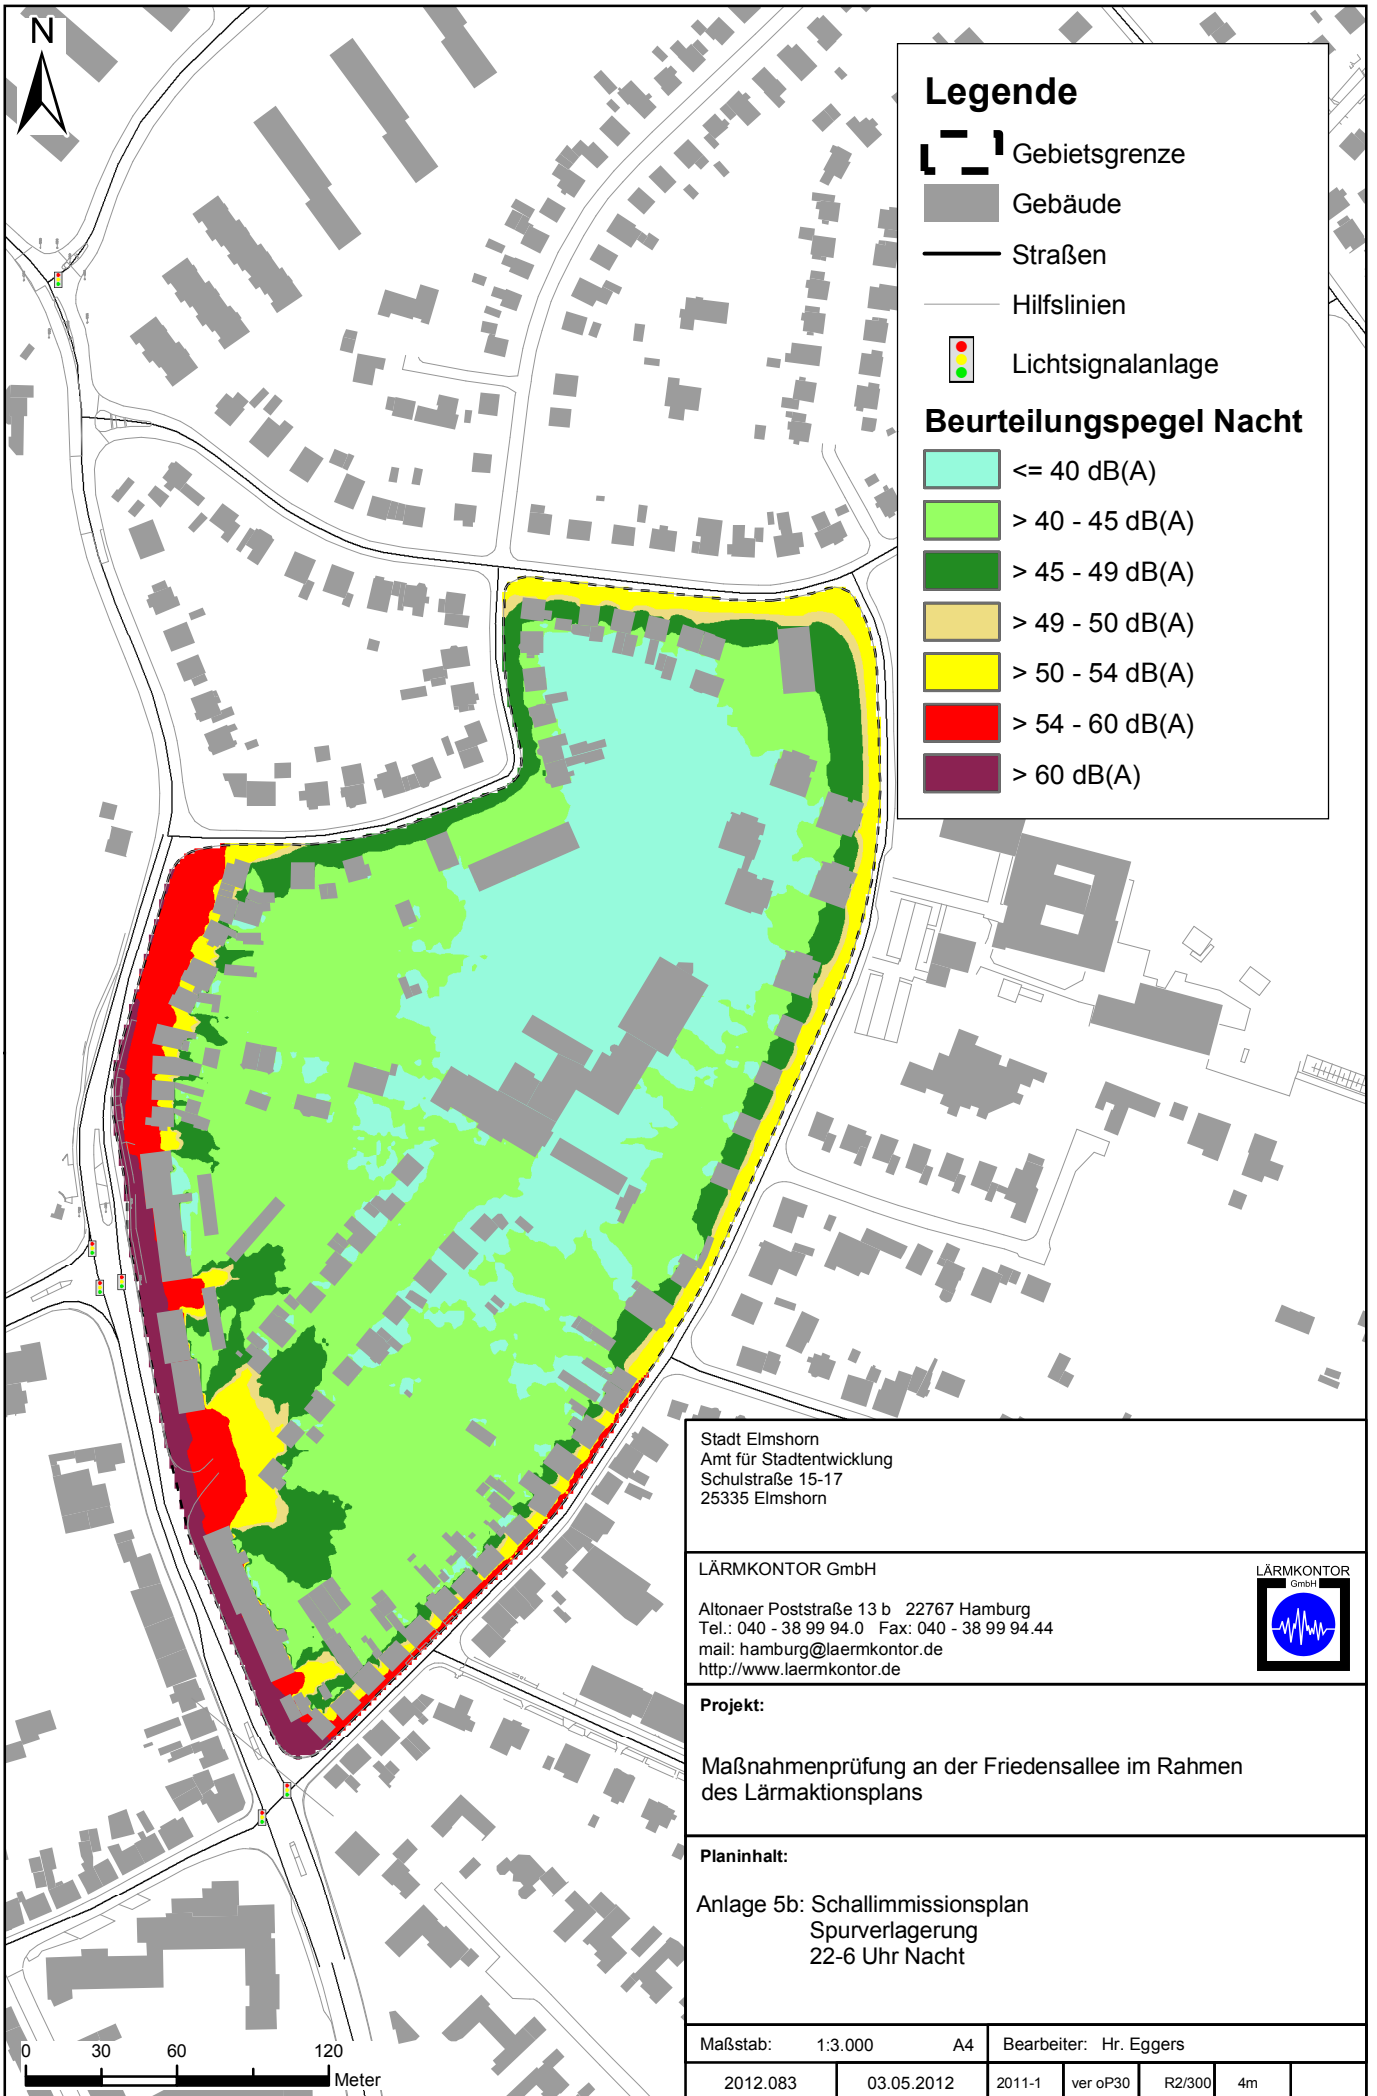 N
Legende
Gebietsgrenze
Gebäude
Straßen
Hilfslinien
Lichtsignalanlage
Beurteilungspegel Nacht
<= 40 dB(A)
> 40 - 45 dB(A)
> 45 - 49 dB(A)
> 49 - 50 dB(A)
> 50 - 54 dB(A)
> 54 - 60 dB(A)
> 60 dB(A)
Stadt Elmshorn
Amt für Stadtentwicklung
Schulstraße 15-17
25335 Elmshorn
LÄRMKONTOR GmbH
Altonaer Poststraße 13 b 22767 Hamburg
Tel.: 040 - 38 99 94.0 Fax: 040 - 38 99 94.44
mail: hamburg@laermkontor.de
http://www.laermkontor.de
LÄRMKONTOR
GmbH
Projekt:
Maßnahmenprüfung an der Friedensallee im Rahmen
des Lärmaktionsplans
Planinhalt:
Anlage 5b: Schallimmissionsplan
Spurverlagerung
22-6 Uhr Nacht
Maßstab: 1:3.000 A4 Bearbeiter: Hr. Eggers
2012.083 03.05.2012 2011-1 ver oP30 R2/300 4m
0 30 60 120
Meter